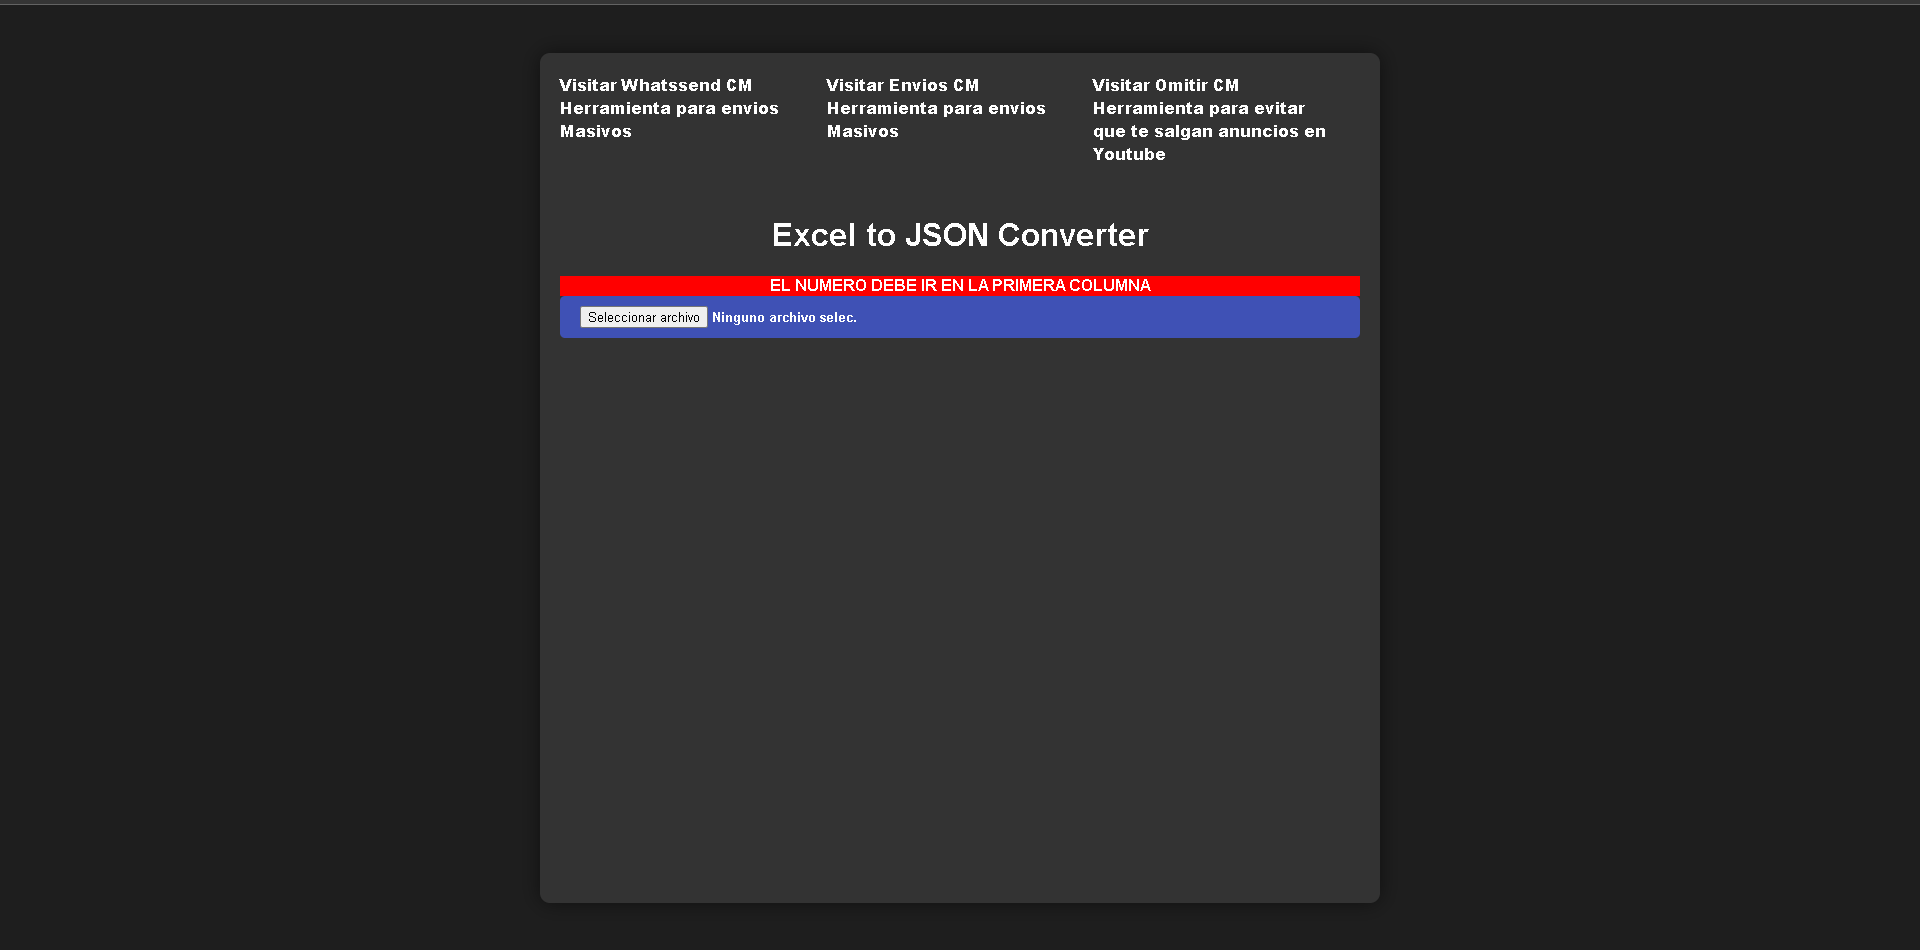 Visitar Whatssend CM
Herramienta para envios
Masivos
Visitar Envios CM
Herramienta para envios
Masivos
Visitar Omitir CM
Herramienta para evitar
que te salgan anuncios en
Youtube
Excel to JSON Converter
EL NUMERO DEBE IR EN LA PRIMERA COLUMNA
Seleccionar archivo Ninguno archivo selec.